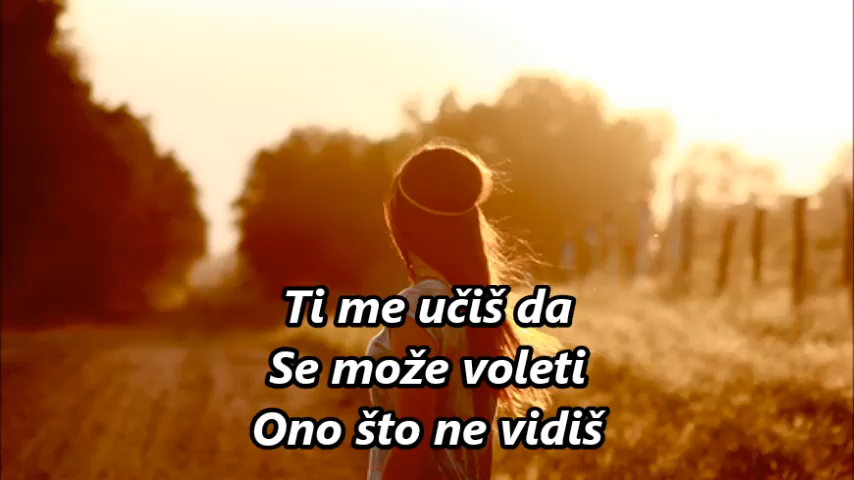 Ti me učiš da
Se može voleti
Ono što ne vidiš